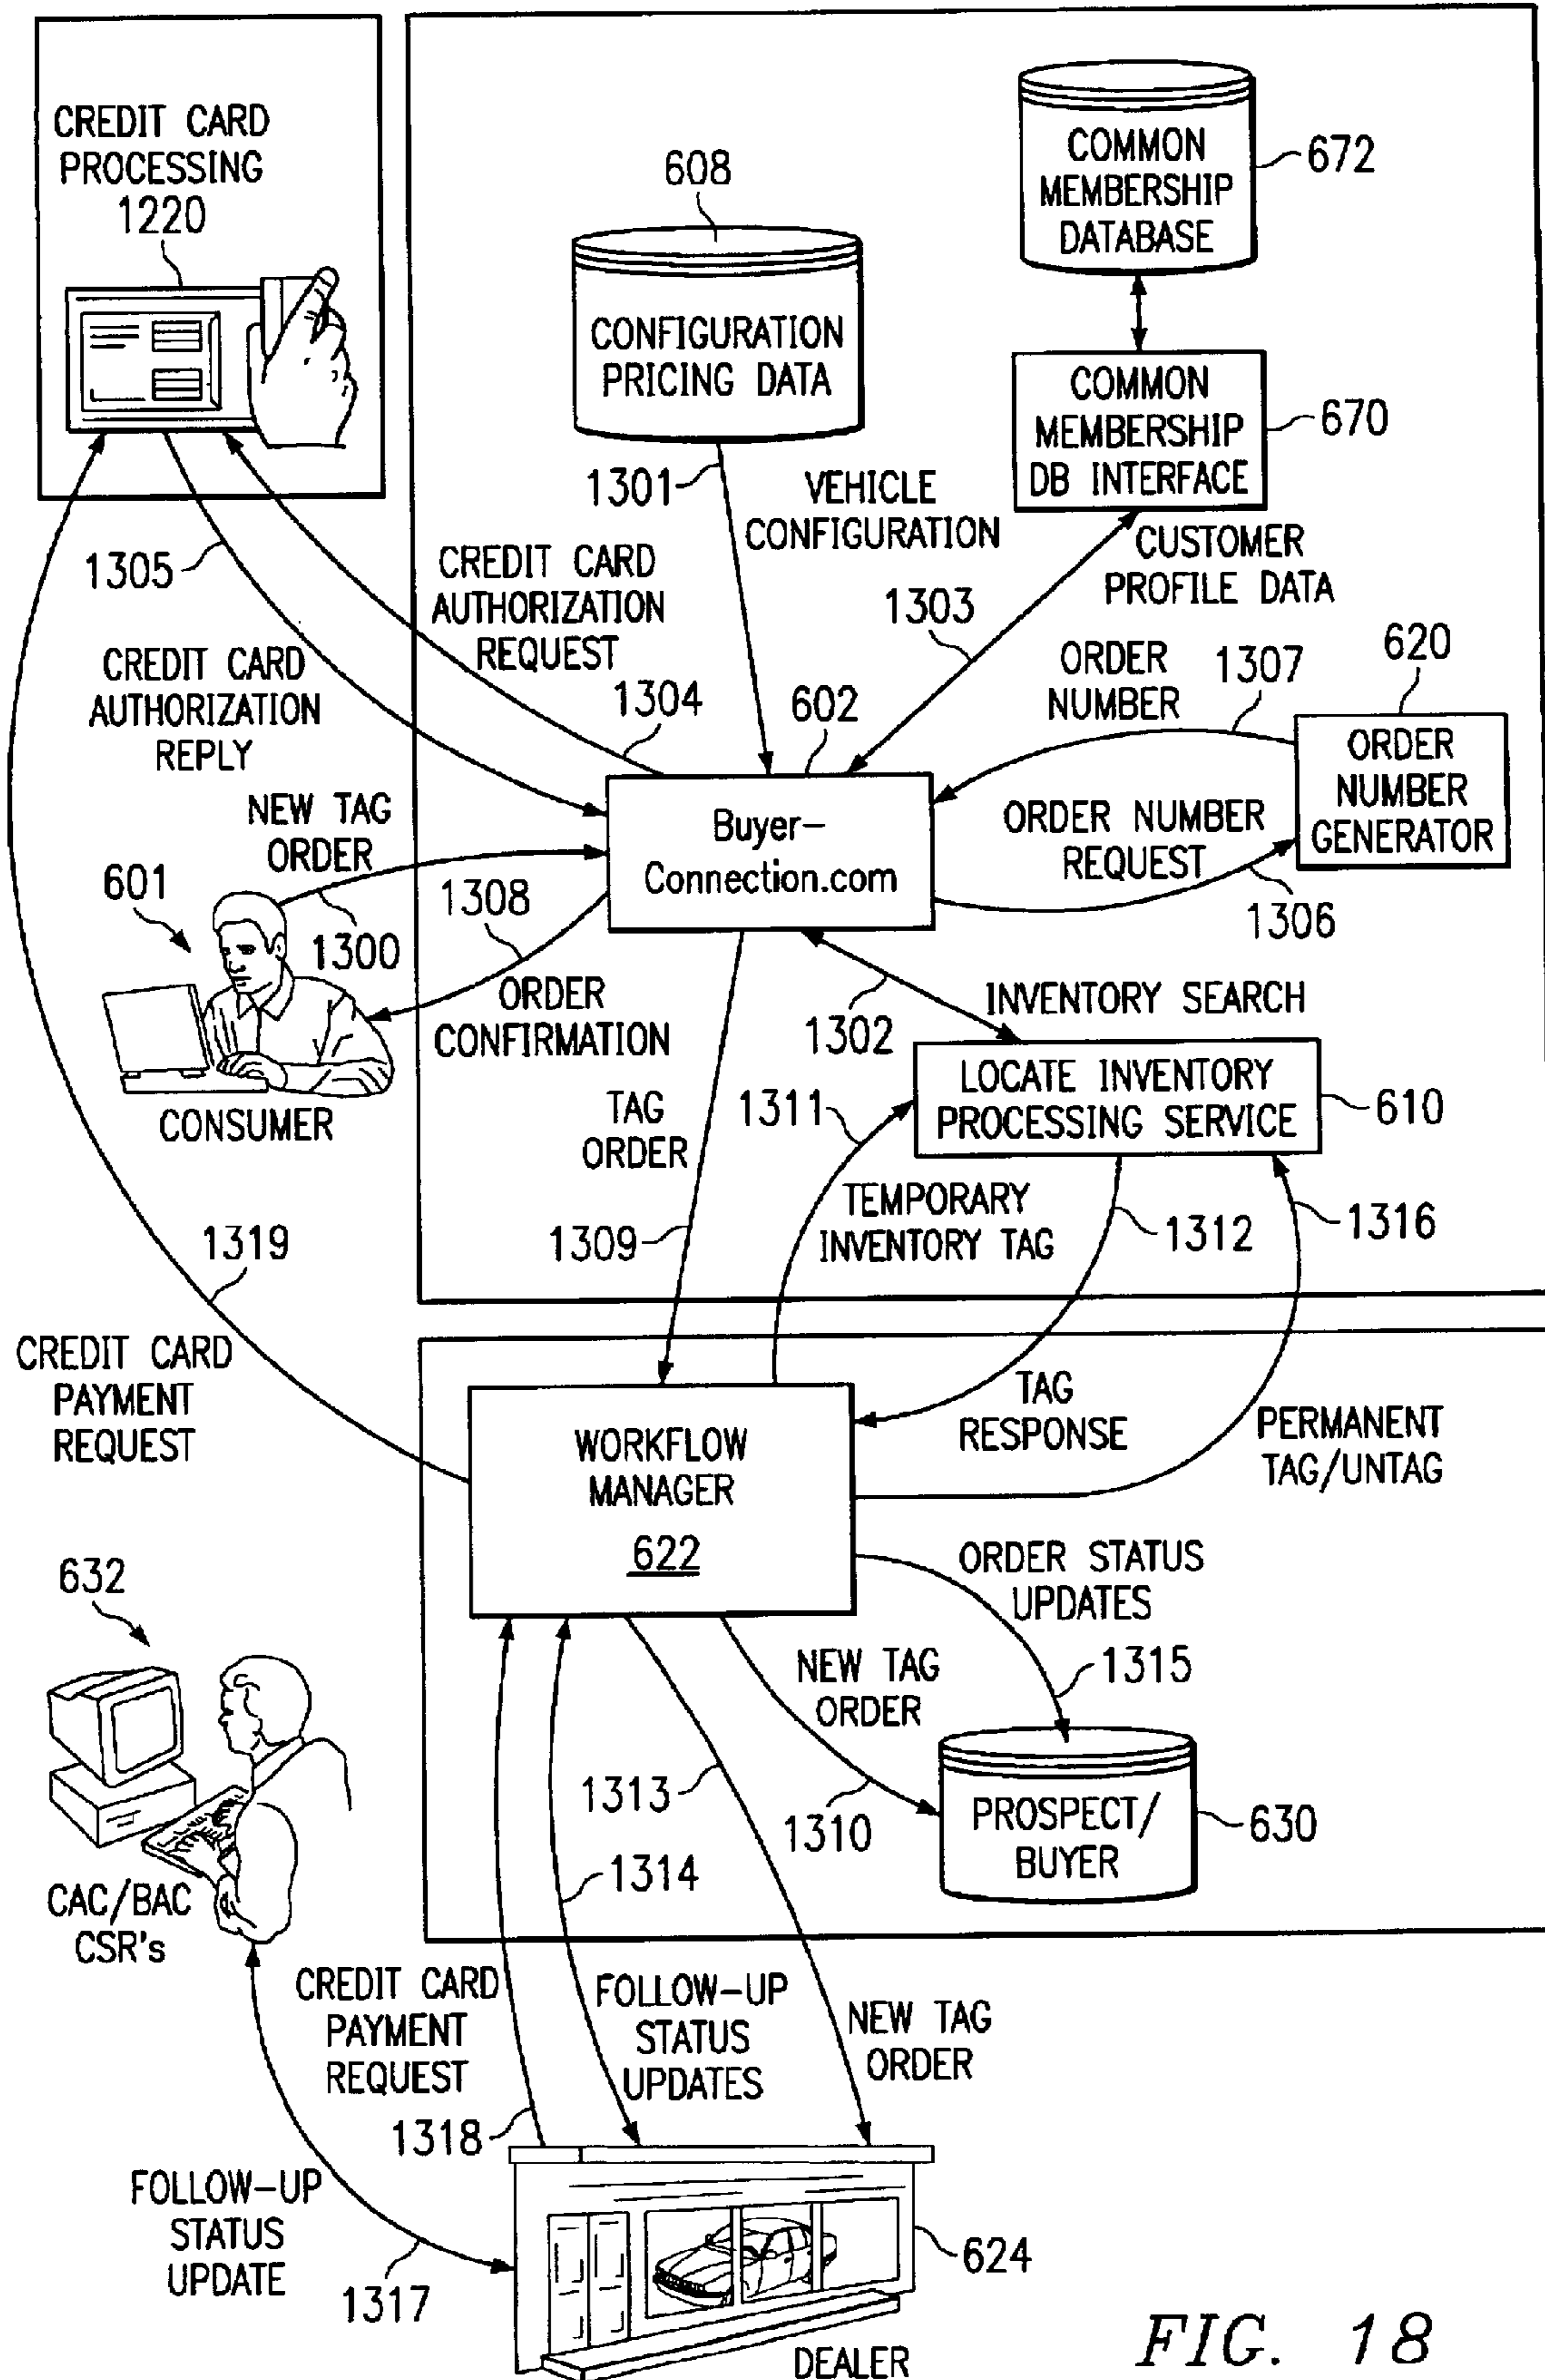 CREDIT CARD
PROCESSING
1220
608
CONFIGURATION
PRICING DATA
COMMON
MEMBERSHIP
DATABASE
672
COMMON
MEMBERSHIP
DB INTERFACE
670
1301
VEHICLE
CONFIGURATION
CUSTOMER
PROFILE DATA
1303
1305
CREDIT CARD
AUTHORIZATION
REQUEST
1304
CREDIT CARD
AUTHORIZATION
REPLY
602
ORDER
NUMBER
1307
620
ORDER
NUMBER
GENERATOR
Buyer-
Connection.com
ORDER NUMBER
REQUEST
1306
NEW TAG
ORDER
601
1300
1308
ORDER
CONFIRMATION
CONSUMER
1302
INVENTORY SEARCH
LOCATE INVENTORY
PROCESSING SERVICE
610
TAG
ORDER
1309
1311
TEMPORARY
INVENTORY TAG
1312
1316
1319
CREDIT CARD
PAYMENT
REQUEST
WORKFLOW
MANAGER
622
TAG
RESPONSE
PERMANENT
TAG/UNTAG
ORDER STATUS
UPDATES
1315
NEW TAG
ORDER
1310
PROSPECT/
BUYER
630
632
CAC/BAC
CSR's
1313
1314
CREDIT CARD
PAYMENT
REQUEST
1318
FOLLOW-UP
STATUS
UPDATES
NEW TAG
ORDER
FOLLOW-UP
STATUS
UPDATE
1317
624
DEALER
FIG. 18